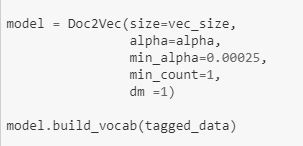 model = Doc2Vec(size=vec_size,
                alpha=alpha,
                min_alpha=0.00025,
                min_count=1,
                dm =1)

model.build_vocab(tagged_data)